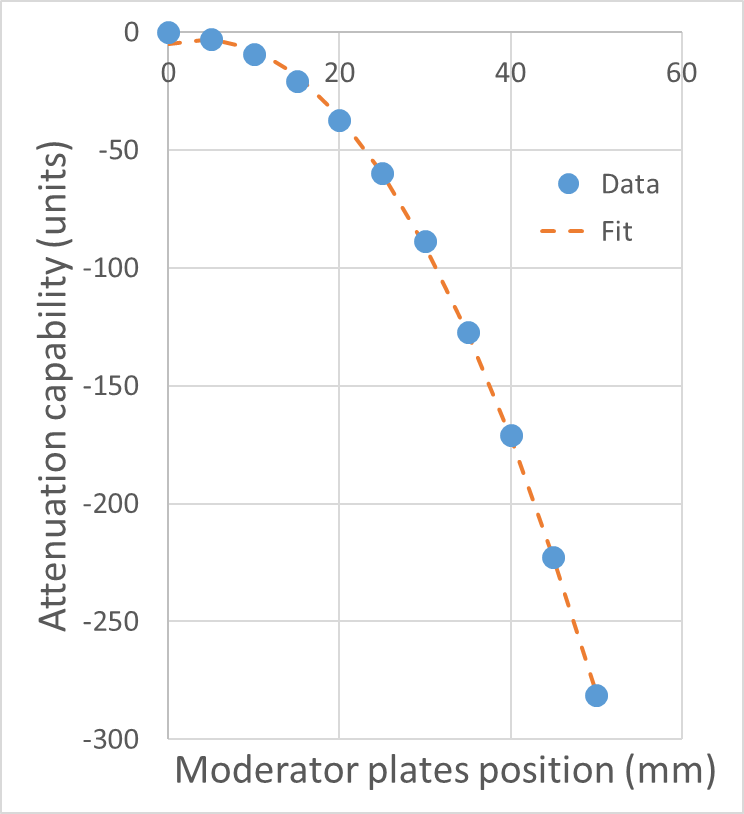 0
0
20
40
60
-50
-100
-150
-200
-250
-300
Data
Fit
Attenuation capability (units)
Moderator plates position (mm)